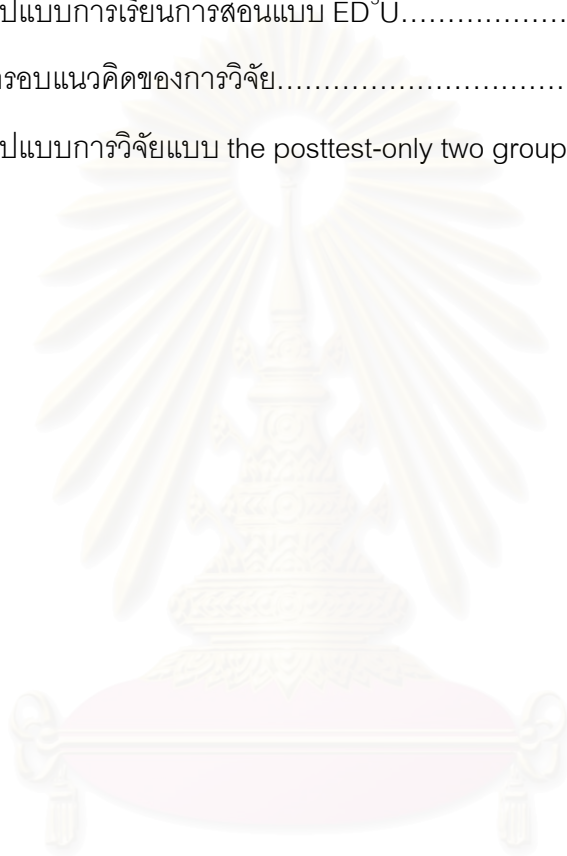 ปแบบการเรียนการสอนแบบ ED³U.................
รอบแนวคิดของการวิจัย...............................
ปแบบการวิจัยแบบ the posttest-only two group